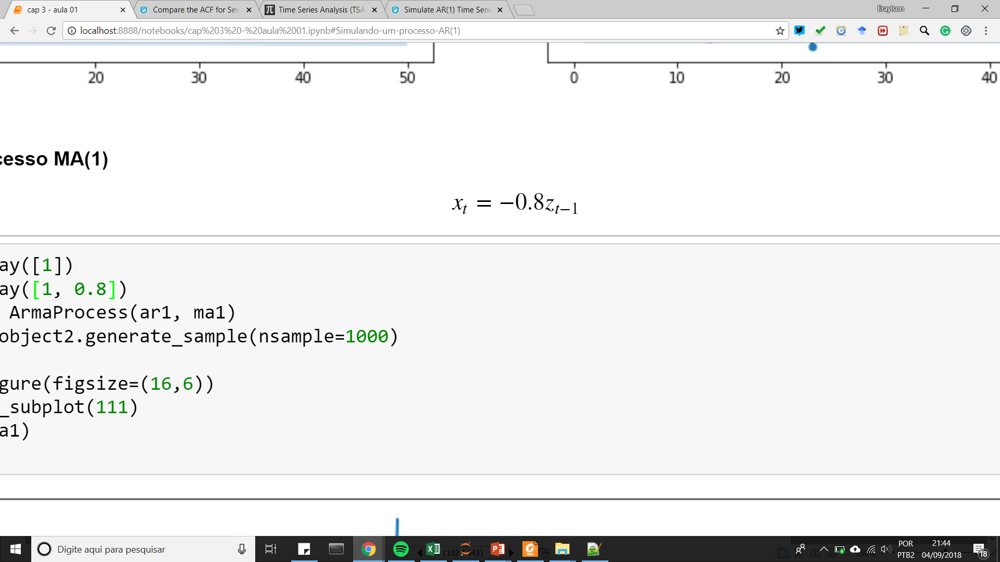 cap 3 - aula 01
Compare the ACF for Sev
Time Series Analysis (TSA
Simulate AR(1) Time Serie
Eraylson
localhost:8888/notebooks/cap%203%20-%20aula%2001.ipynb#Simulando-um-processo-AR(1)
20 30 40 50 0 10 20 30 40
cesso MA(1)
x_t = −0.8z_{t−1}
ay([1])
ay([1, 0.8])
ArmaProcess(ar1, ma1)
object2.generate_sample(nsample=1000)
gure(figsize=(16,6))
_subplot(111)
a1)
Digite aqui para pesquisar
POR 21:44
PTB2 04/09/2018 18